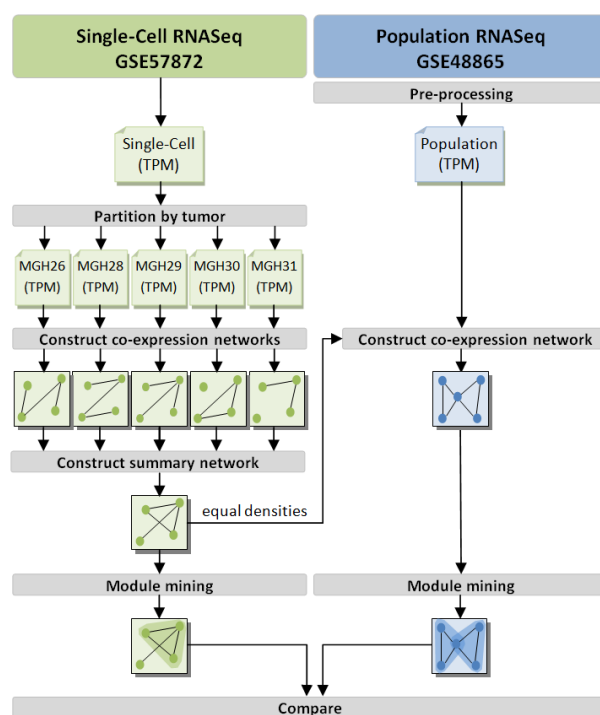 Single-Cell RNASeq
GSE57872
Population RNASeq
GSE48865
Pre-processing
Single-Cell
(TPM)
Population
(TPM)
Partition by tumor
MGH26
(TPM)
MGH28
(TPM)
MGH29
(TPM)
MGH30
(TPM)
MGH31
(TPM)
Construct co-expression networks
Construct co-expression network
Construct summary network
equal densities
Module mining
Module mining
Compare